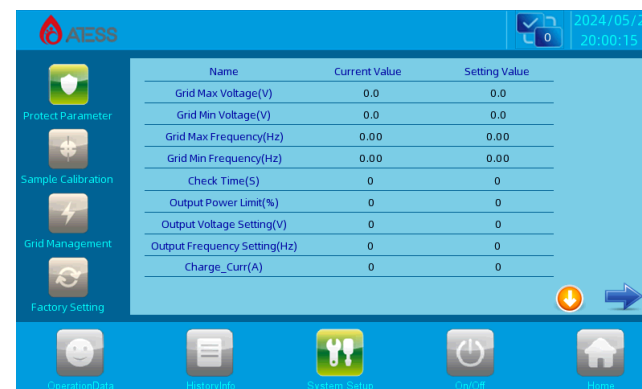 ATESS
0
2024/05/2
20:00:15
Name Current Value Setting Value
Protect Parameter
Grid Max Voltage(V) 0.0 0.0
Grid Min Voltage(V) 0.0 0.0
Grid Max Frequency(Hz) 0.00 0.00
Grid Min Frequency(Hz) 0.00 0.00
Sample Calibration
Check Time(S) 0 0
Output Power Limit(%) 0 0
Output Voltage Setting(V) 0 0
Grid Management
Output Frequency Setting(Hz) 0 0
Charge_Curr(A) 0 0
Factory Setting
OperationData HistoryInfo System Setup On/Off Home